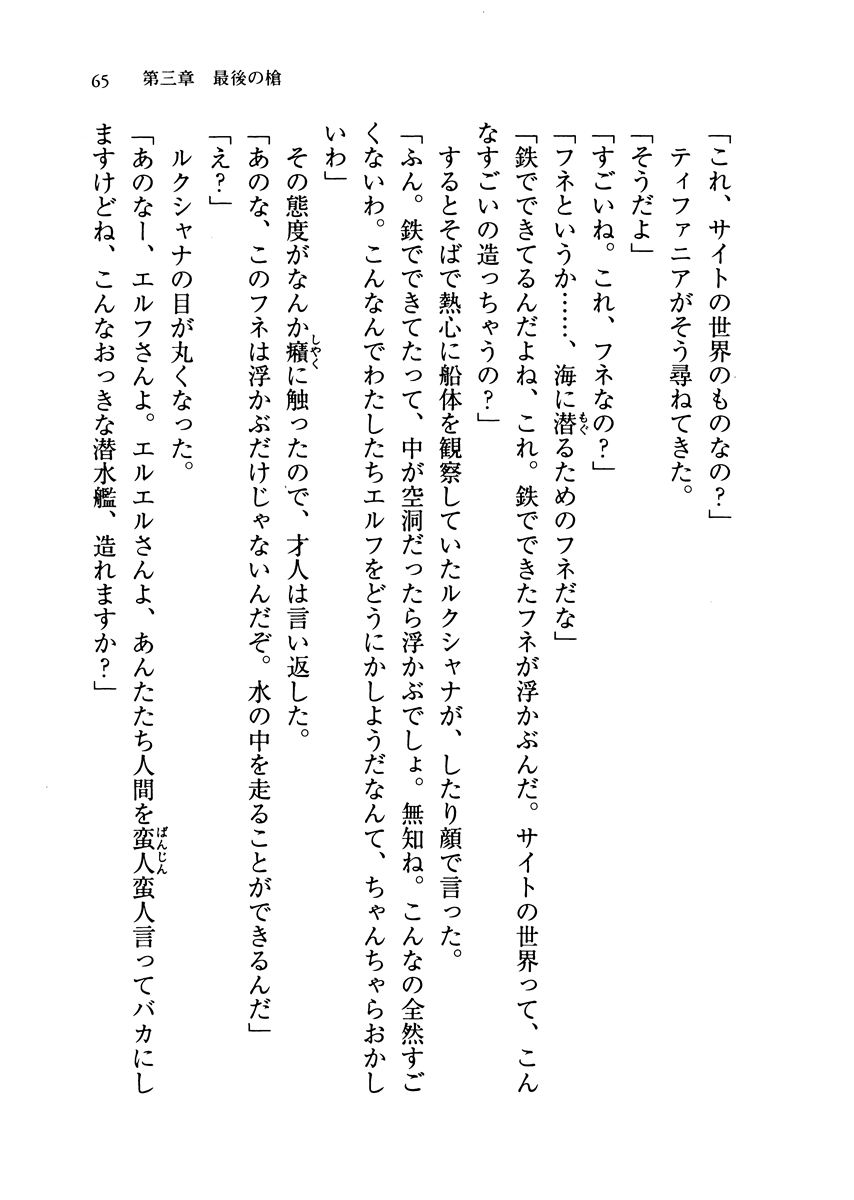 65　第三章　最後の槍
「これ、サイトの世界のものなの？」
　ティファニアがそう尋ねてきた。
「そうだよ」
「すごいね。これ、フネなの？」
「フネというか……、海に潜るためのフネだな」
「鉄でできてるんだよね、これ。鉄でできたフネが浮かぶんだ。サイトの世界って、こん
なすごいの造っちゃうの？」
　するとそばで熱心に船体を観察していたルクシャナが、したり顔で言った。
「ふん。鉄でできてたって、中が空洞だったら浮かぶでしょ。無知ね。こんなの全然すご
くないわ。こんなんでわたしたちエルフをどうにかしようだなんて、ちゃんちゃらおかし
いわ」
　その態度がなんか癪に触ったので、才人は言い返した。
「あのな、このフネは浮かぶだけじゃないんだぞ。水の中を走ることができるんだ」
「え？」
　ルクシャナの目が丸くなった。
「あのなー、エルフさんよ。エルエルさんよ、あんたたち人間を蛮人蛮人言ってバカにし
ますけどね、こんなおっきな潜水艦、造れますか？」